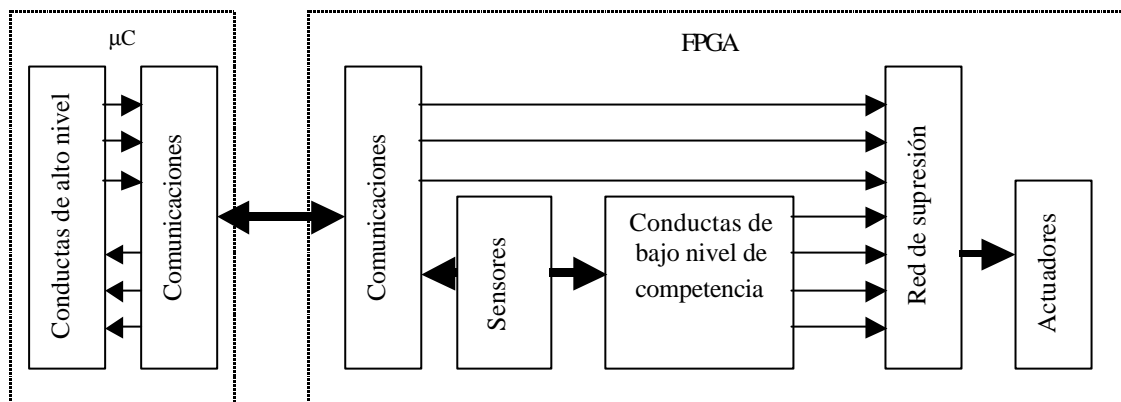 μC
FPGA
Conductas de alto nivel
Comunicaciones
Comunicaciones
Sensores
Conductas de
bajo nivel de
competencia
Red de supresión
Actuadores